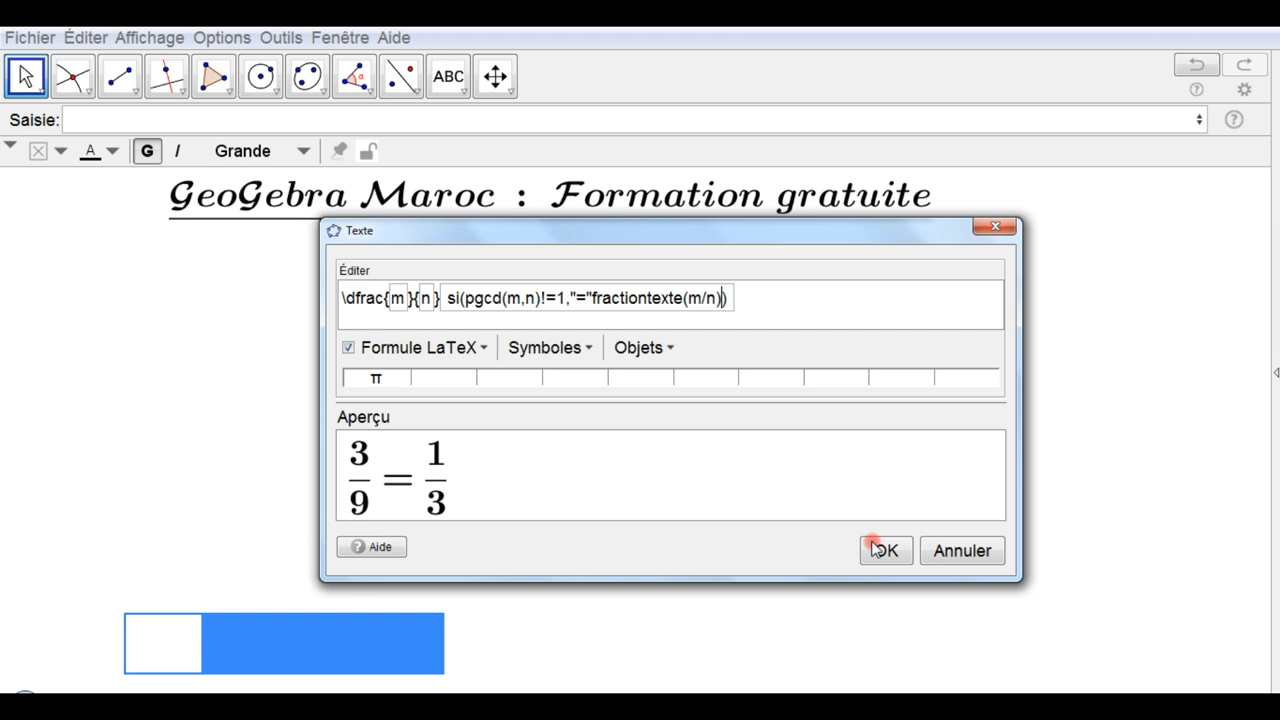 Fichier Éditer Affichage Options Outils Fenêtre Aide
ABC
Saisie:
A G I Grande
GeoGebra Maroc : Formation gratuite
Texte
Éditer
\dfrac{m}{n} si(pgcd(m,n)!=1,"="fractiontexte(m/n))
Formule LaTeX Symboles Objets
π
Aperçu
3/9 = 1/3
Aide OK Annuler